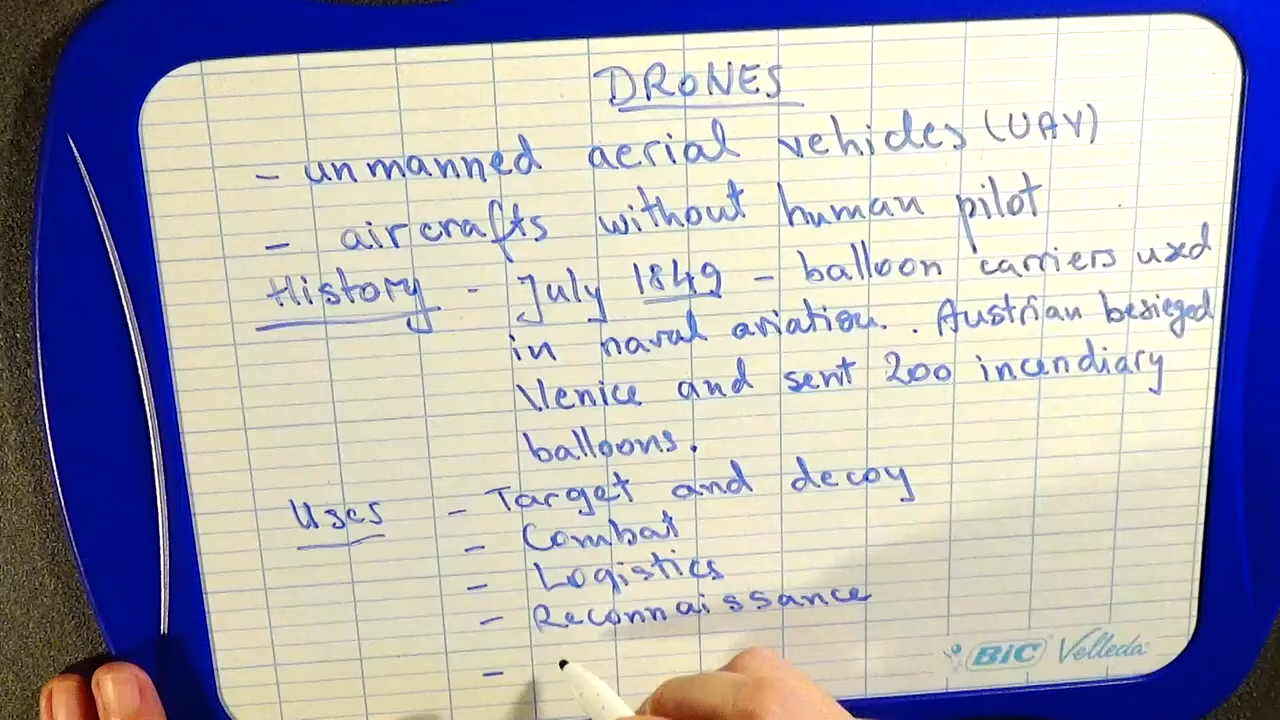 DRONES
- unmanned aerial vehicles (UAV)
- aircrafts without human pilot
History - July 1849 - balloon carriers used
in naval aviation. . Austrian besieged
Venice and sent 200 incendiary
balloons.
Uses - Target and decoy
- Combat
- Logistics
- Reconnaissance
-
BIC Velleda